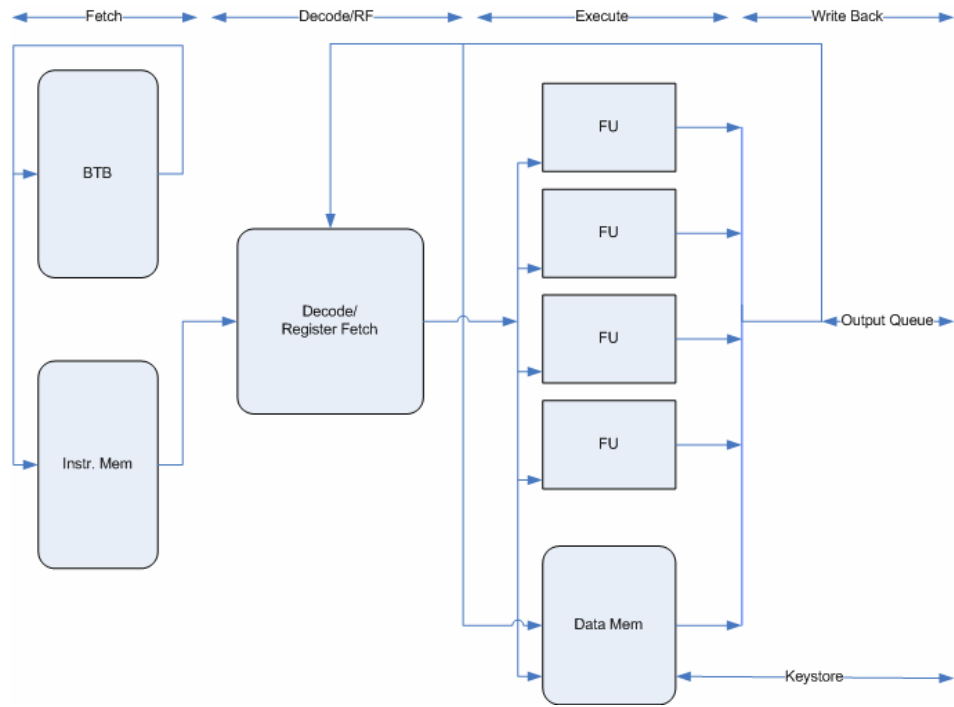 Fetch
Decode/RF
Execute
Write Back
BTB
FU
FU
Decode/
Register Fetch
FU
Output Queue
FU
Instr. Mem
Data Mem
Keystore